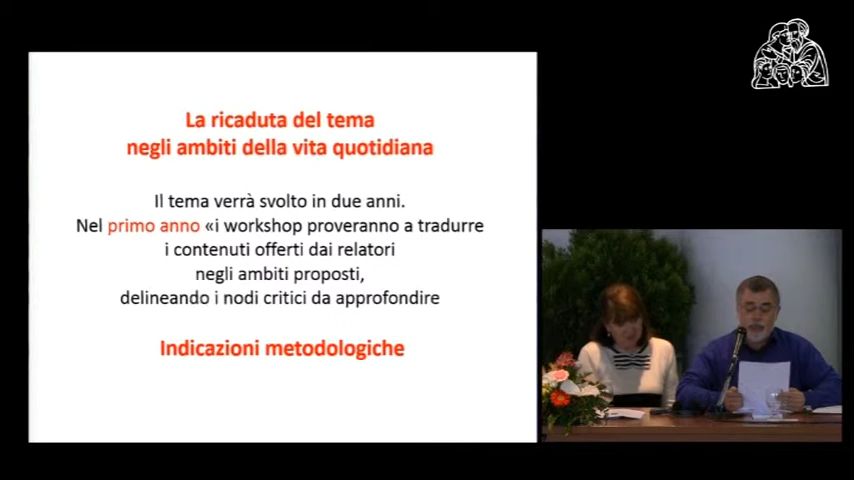 La ricaduta del tema
negli ambiti della vita quotidiana
Il tema verrà svolto in due anni.
Nel primo anno «i workshop proveranno a tradurre
i contenuti offerti dai relatori
negli ambiti proposti,
delineando i nodi critici da approfondire
Indicazioni metodologiche